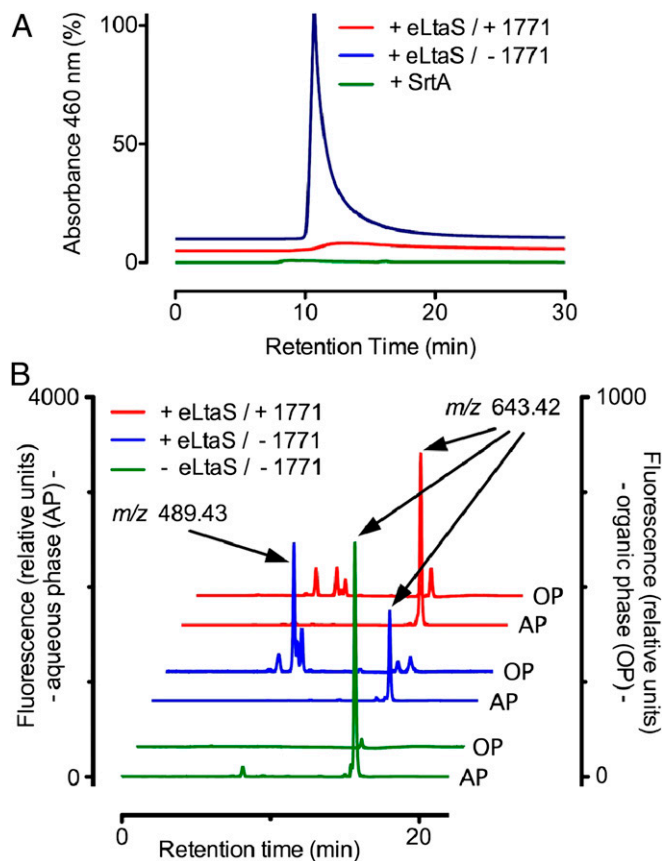 A
Absorbance 460 nm (%)
100
50
0
+ eLtaS / + 1771
+ eLtaS / - 1771
+ SrtA
0 10 20 30
Retention Time (min)
B
Fluorescence (relative units)
- aqueous phase (AP) -
4000
0
+ eLtaS / + 1771
+ eLtaS / - 1771
- eLtaS / - 1771
m/z 489.43
m/z 643.42
OP
AP
OP
AP
OP
AP
1000
0
Fluorescence (relative units)
- organic phase (OP) -
0 20
Retention time (min)